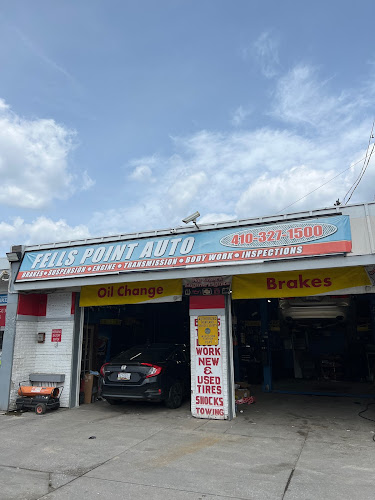 FELLS POINT AUTO
410-327-1500
BRAKES • SUSPENSION • ENGINE • TRANSMISSION • BODY WORK • INSPECTIONS
Oil Change
Brakes
WORK
NEW
&
USED
TIRES
SHOCKS
TOWING